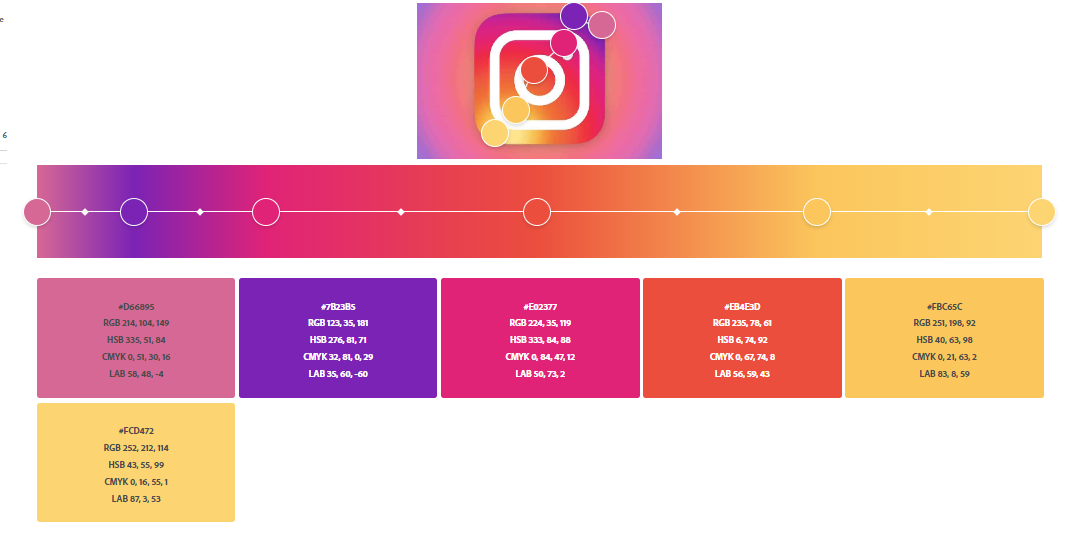 e
6
#D66895
RGB 214, 104, 149
HSB 335, 51, 84
CMYK 0, 51, 30, 16
LAB 58, 48, -4
#7B23B5
RGB 123, 35, 181
HSB 276, 81, 71
CMYK 32, 81, 0, 29
LAB 35, 60, -60
#E02377
RGB 224, 35, 119
HSB 333, 84, 88
CMYK 0, 84, 47, 12
LAB 50, 73, 2
#EB4E3D
RGB 235, 78, 61
HSB 6, 74, 92
CMYK 0, 67, 74, 8
LAB 56, 59, 43
#FBC65C
RGB 251, 198, 92
HSB 40, 63, 98
CMYK 0, 21, 63, 2
LAB 83, 8, 59
#FCD472
RGB 252, 212, 114
HSB 43, 55, 99
CMYK 0, 16, 55, 1
LAB 87, 3, 53